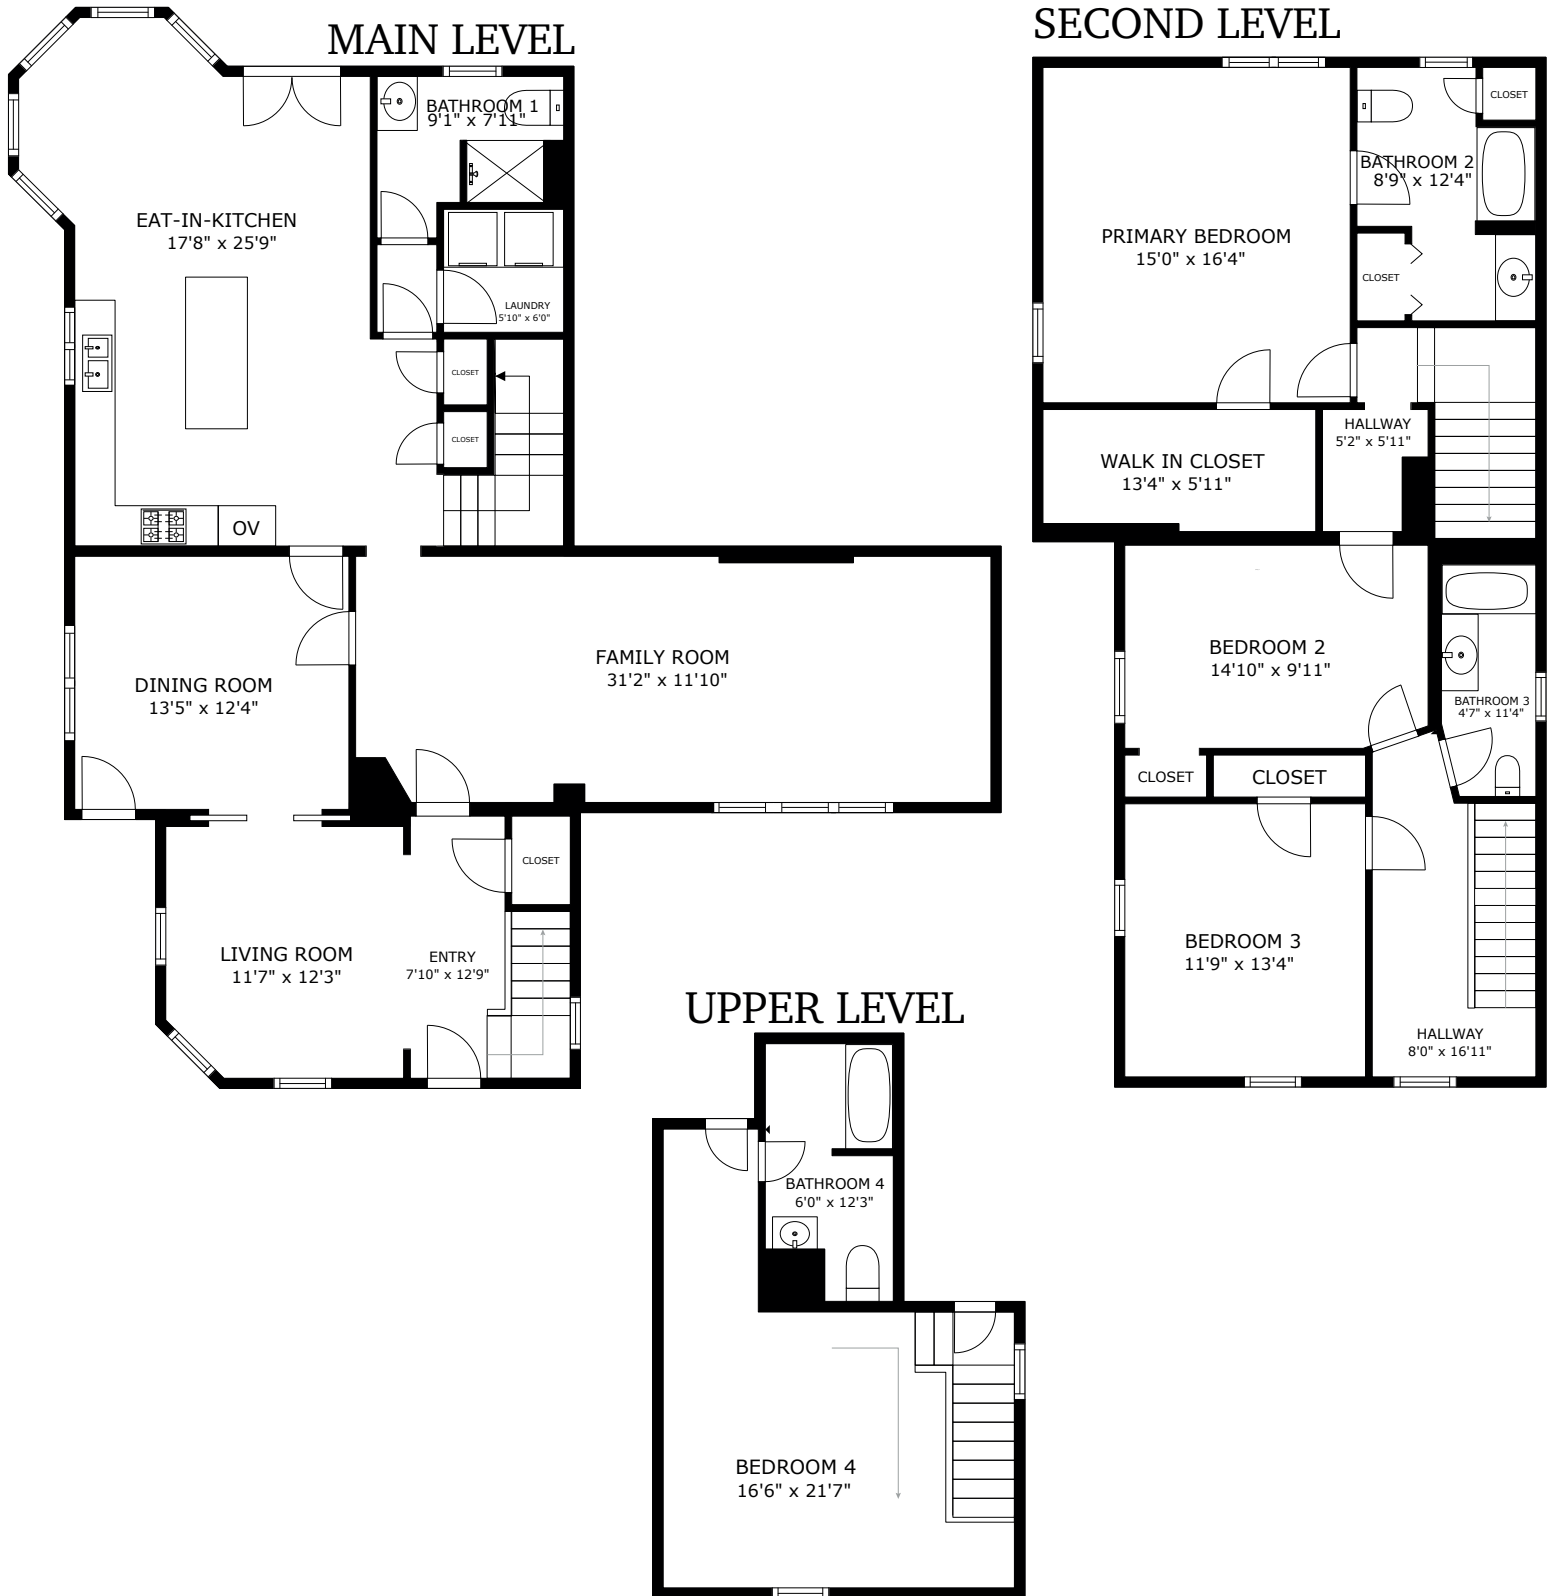 MAIN LEVEL
BATHROOM 1
9'1" x 7'11"
EAT-IN-KITCHEN
17'8" x 25'9"
LAUNDRY
5'10" x 6'0"
CLOSET
CLOSET
OV
FAMILY ROOM
31'2" x 11'10"
DINING ROOM
13'5" x 12'4"
CLOSET
LIVING ROOM
11'7" x 12'3"
ENTRY
7'10" x 12'9"
SECOND LEVEL
CLOSET
BATHROOM 2
8'9" x 12'4"
PRIMARY BEDROOM
15'0" x 16'4"
CLOSET
HALLWAY
5'2" x 5'11"
WALK IN CLOSET
13'4" x 5'11"
BEDROOM 2
14'10" x 9'11"
BATHROOM 3
4'7" x 11'4"
CLOSET
CLOSET
BEDROOM 3
11'9" x 13'4"
HALLWAY
8'0" x 16'11"
UPPER LEVEL
BATHROOM 4
6'0" x 12'3"
BEDROOM 4
16'6" x 21'7"